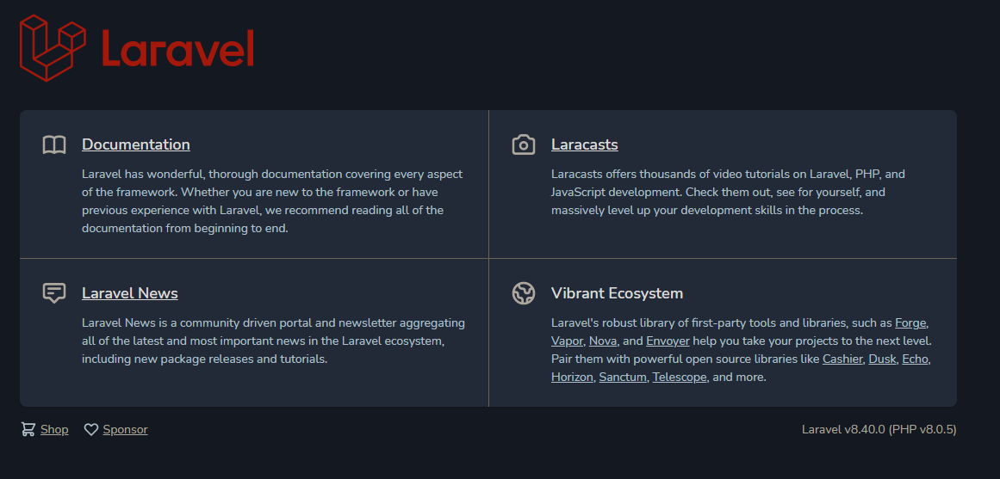 Laravel
Documentation
Laravel has wonderful, thorough documentation covering every aspect
of the framework. Whether you are new to the framework or have
previous experience with Laravel, we recommend reading all of the
documentation from beginning to end.
Laracasts
Laracasts offers thousands of video tutorials on Laravel, PHP, and
JavaScript development. Check them out, see for yourself, and
massively level up your development skills in the process.
Laravel News
Laravel News is a community driven portal and newsletter aggregating
all of the latest and most important news in the Laravel ecosystem,
including new package releases and tutorials.
Vibrant Ecosystem
Laravel's robust library of first-party tools and libraries, such as Forge,
Vapor, Nova, and Envoyer help you take your projects to the next level.
Pair them with powerful open source libraries like Cashier, Dusk, Echo,
Horizon, Sanctum, Telescope, and more.
Shop Sponsor
Laravel v8.40.0 (PHP v8.0.5)